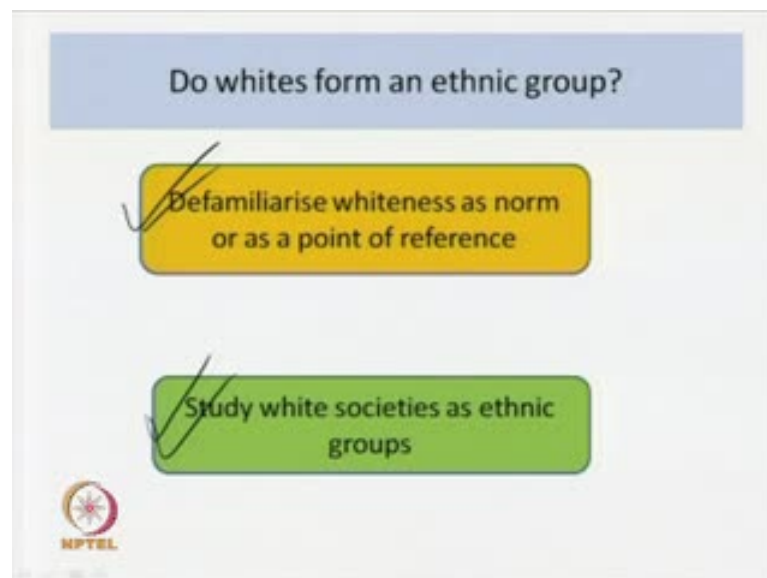 Do whites form an ethnic group?
Defamiliarise whiteness as norm
or as a point of reference
Study white societies as ethnic
groups
NPTEL